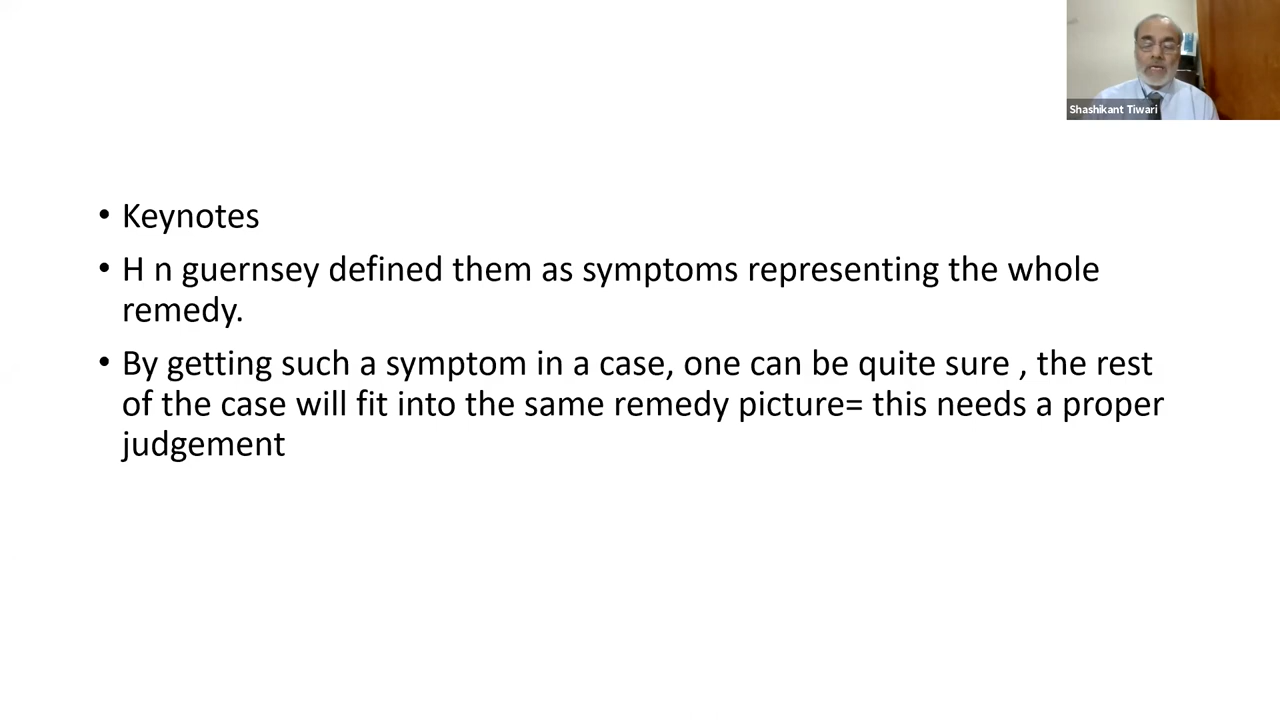 Shashikant Tiwari
• Keynotes
• H n guernsey defined them as symptoms representing the whole
remedy.
• By getting such a symptom in a case, one can be quite sure , the rest
of the case will fit into the same remedy picture= this needs a proper
judgement